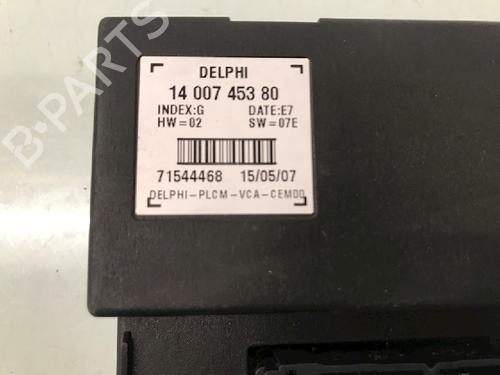 DELPHI
14 007 453 80
INDEX:G DATE:E7
HW=02 SW=07E
71544468 15/05/07
DELPHI-PLCM-VCA-CEM00
B-PARTS